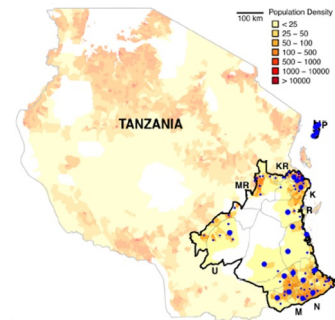 Population Density
100 km
< 25
25 - 50
50 - 100
100 - 500
500 - 1000
1000 - 10000
> 10000
TANZANIA
P
KR
MR
K
R
U
N
M